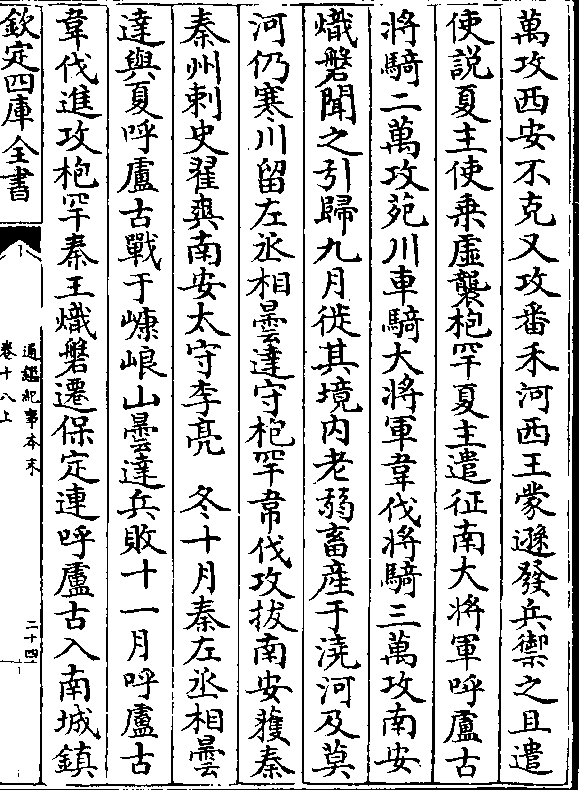 萬攻西安不克又攻番禾河西王蒙遜發兵禦之且遣
使説夏主使乗虛襲枹罕夏主遣征南大將軍呼盧古
將騎二萬攻苑川車騎大將軍韋伐將騎三萬攻南安
熾磐聞之引歸九月徙其境内老弱畜産于澆河及莫
河仍寒川留左丞相曇達守枹罕韋伐攻拔南安獲秦
秦州刺史翟爽南安太守李亮　冬十月秦左丞相曇
達與夏呼盧古戰于㟍㟍山曇達兵敗十一月呼盧古
韋伐進攻枹罕秦王熾磐遷保定連呼盧古入南城鎮
欽定四庫全書
通鑑紀事本末
卷十八上
二十四